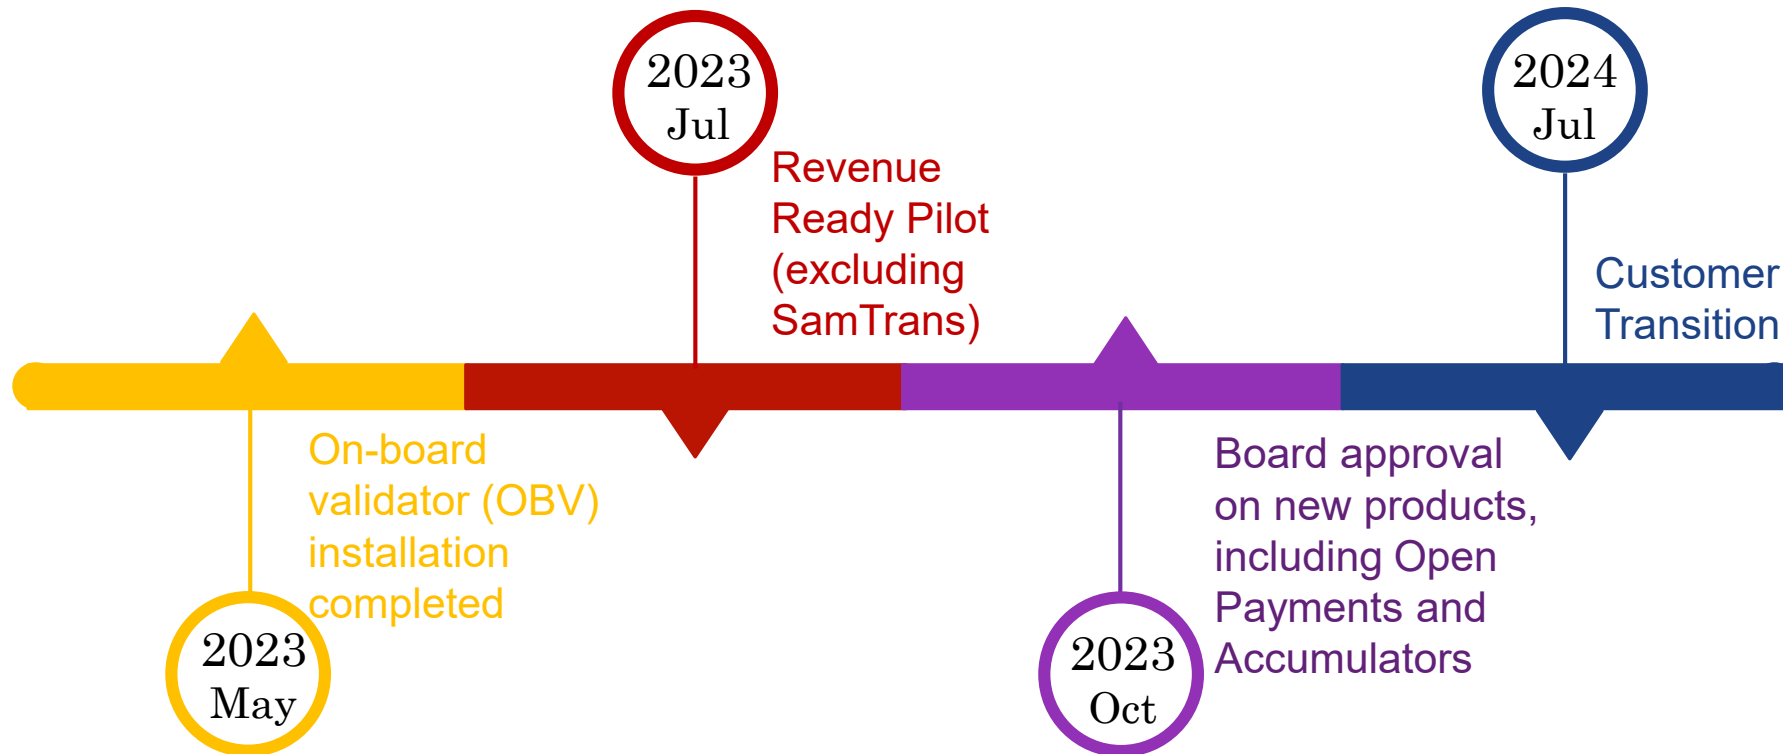 2023
May
On-board
validator (OBV)
installation
completed
2023
Jul
Revenue
Ready Pilot
(excluding
SamTrans)
2023
Oct
Board approval
on new products,
including Open
Payments and
Accumulators
2024
Jul
Customer
Transition